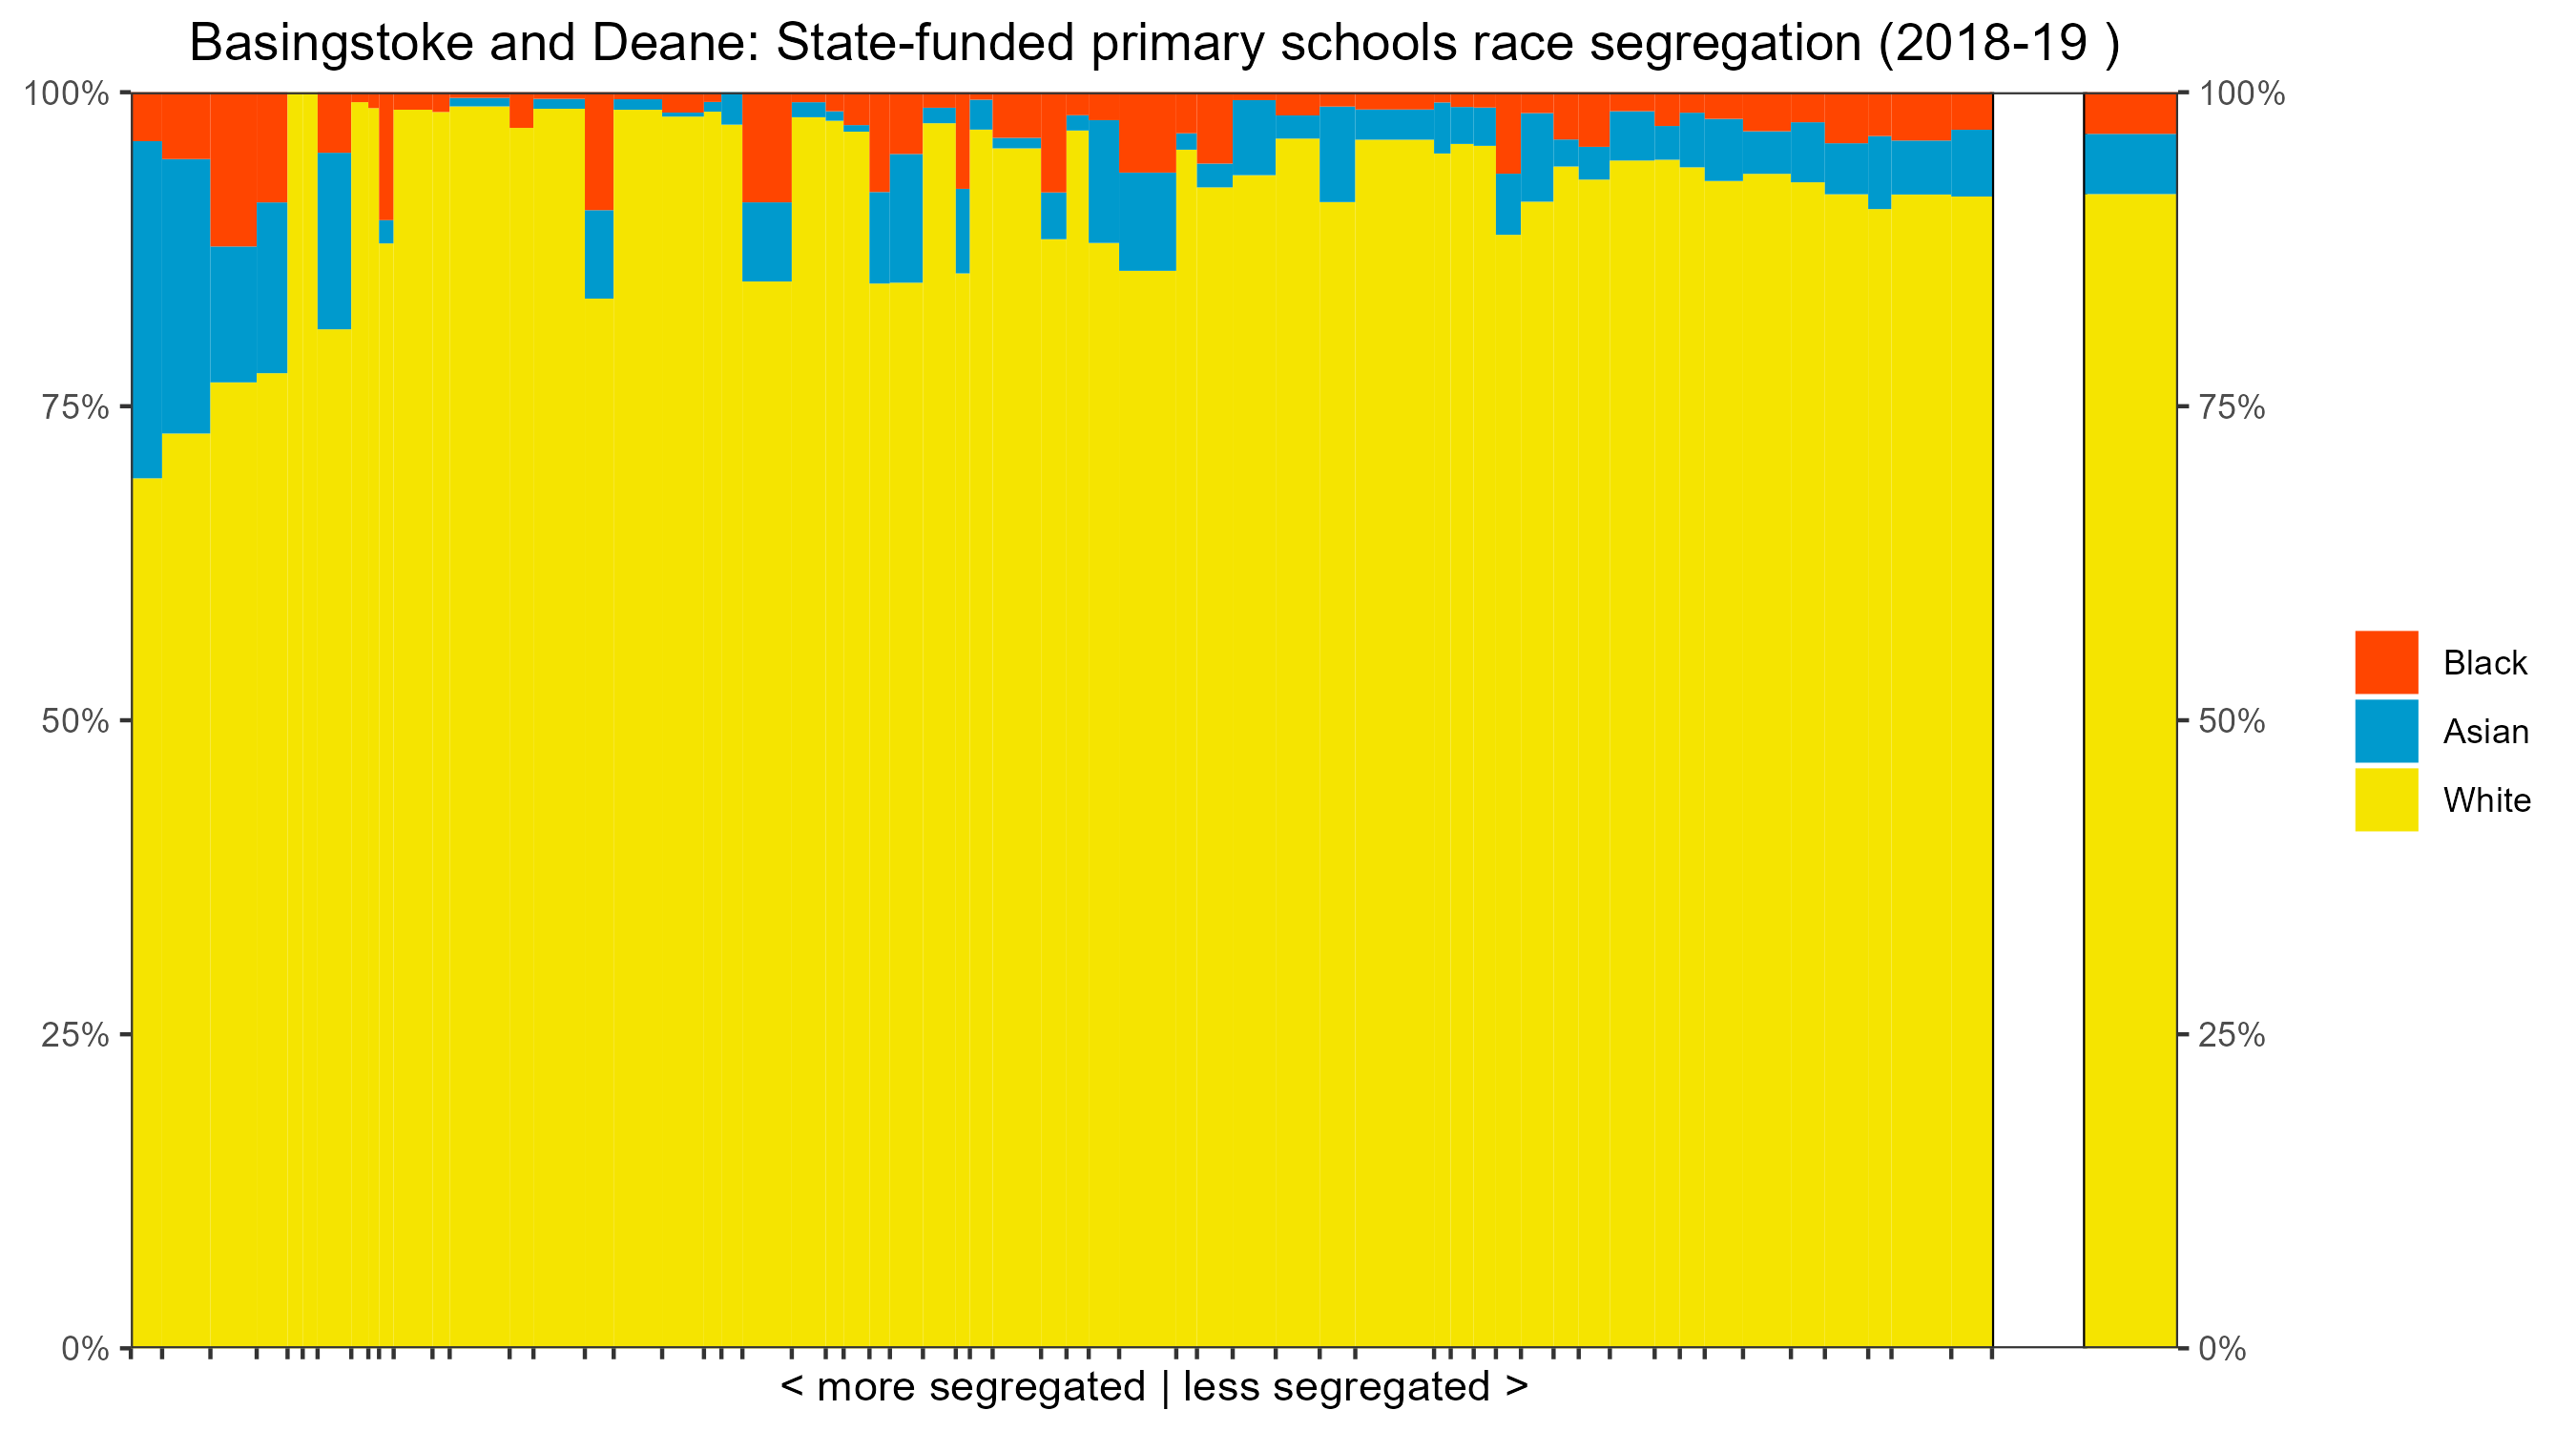 Basingstoke and Deane: State-funded primary schools race segregation (2018-19 )
100%
75%
50%
25%
0%
100%
75%
50%
25%
0%
Black
Asian
White
< more segregated | less segregated >